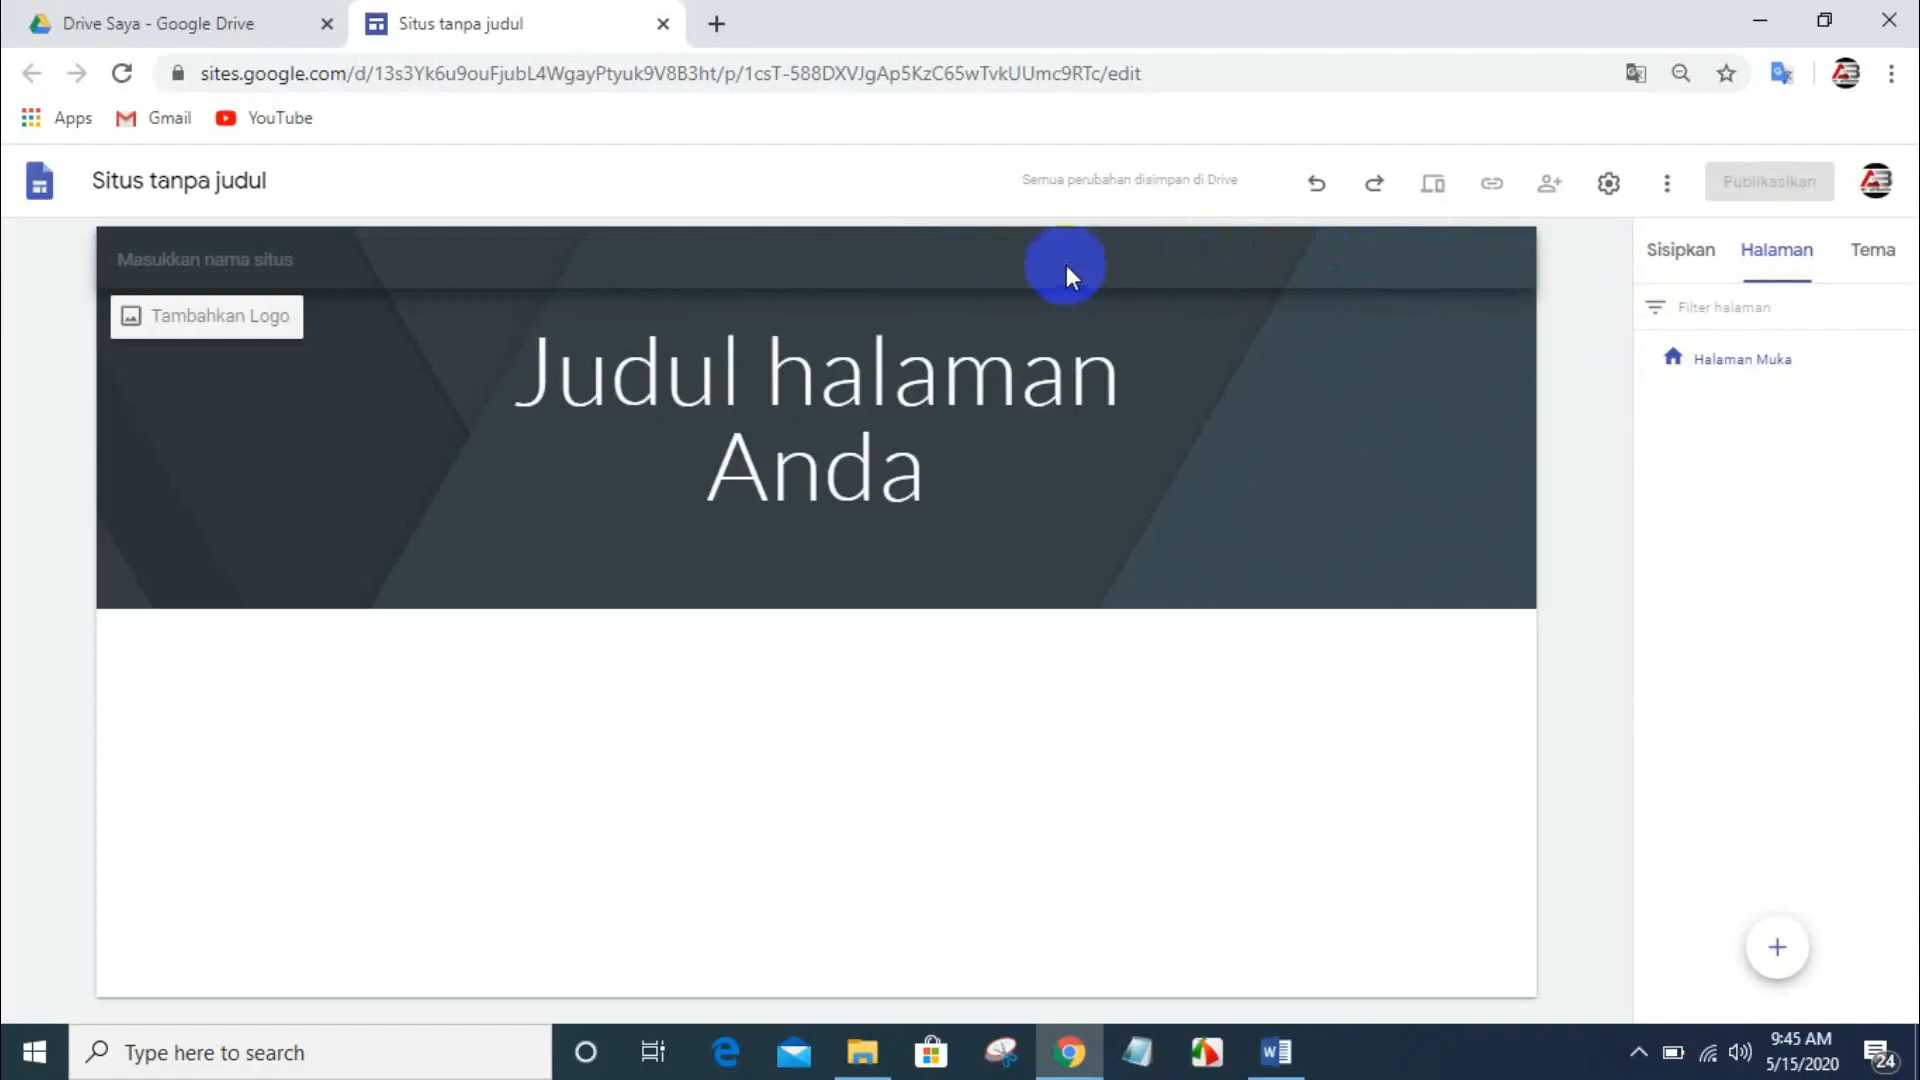 Drive Saya - Google Drive
Situs tanpa judul
sites.google.com/d/13s3Yk6u9ouFjubL4WgayPtyuk9V8B3ht/p/1csT-588DXVJgAp5KzC65wTvkUUmc9RTc/edit
Apps Gmail YouTube
Situs tanpa judul
Semua perubahan disimpan di Drive
Publikasikan
Masukkan nama situs
Tambahkan Logo
Judul halaman
Anda
Sisipkan Halaman Tema
Filter halaman
Halaman Muka
Type here to search
9:45 AM
5/15/2020
24